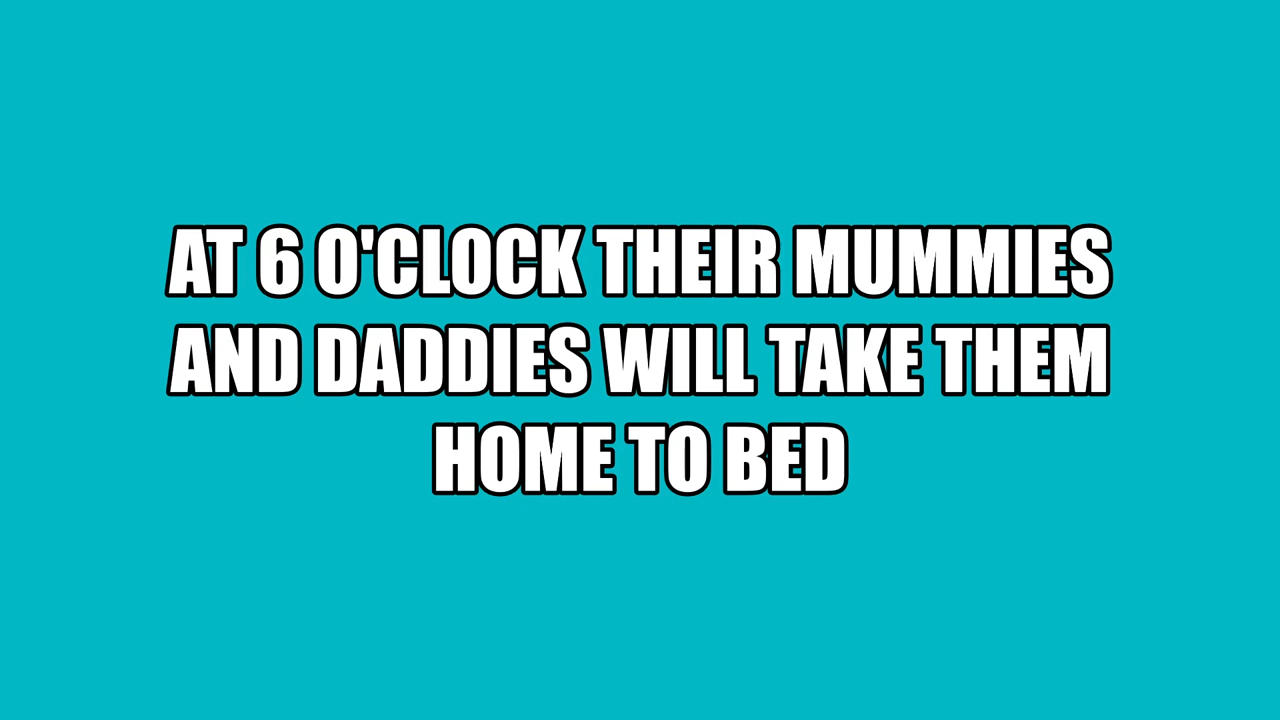 AT 6 O'CLOCK THEIR MUMMIES
AND DADDIES WILL TAKE THEM
HOME TO BED